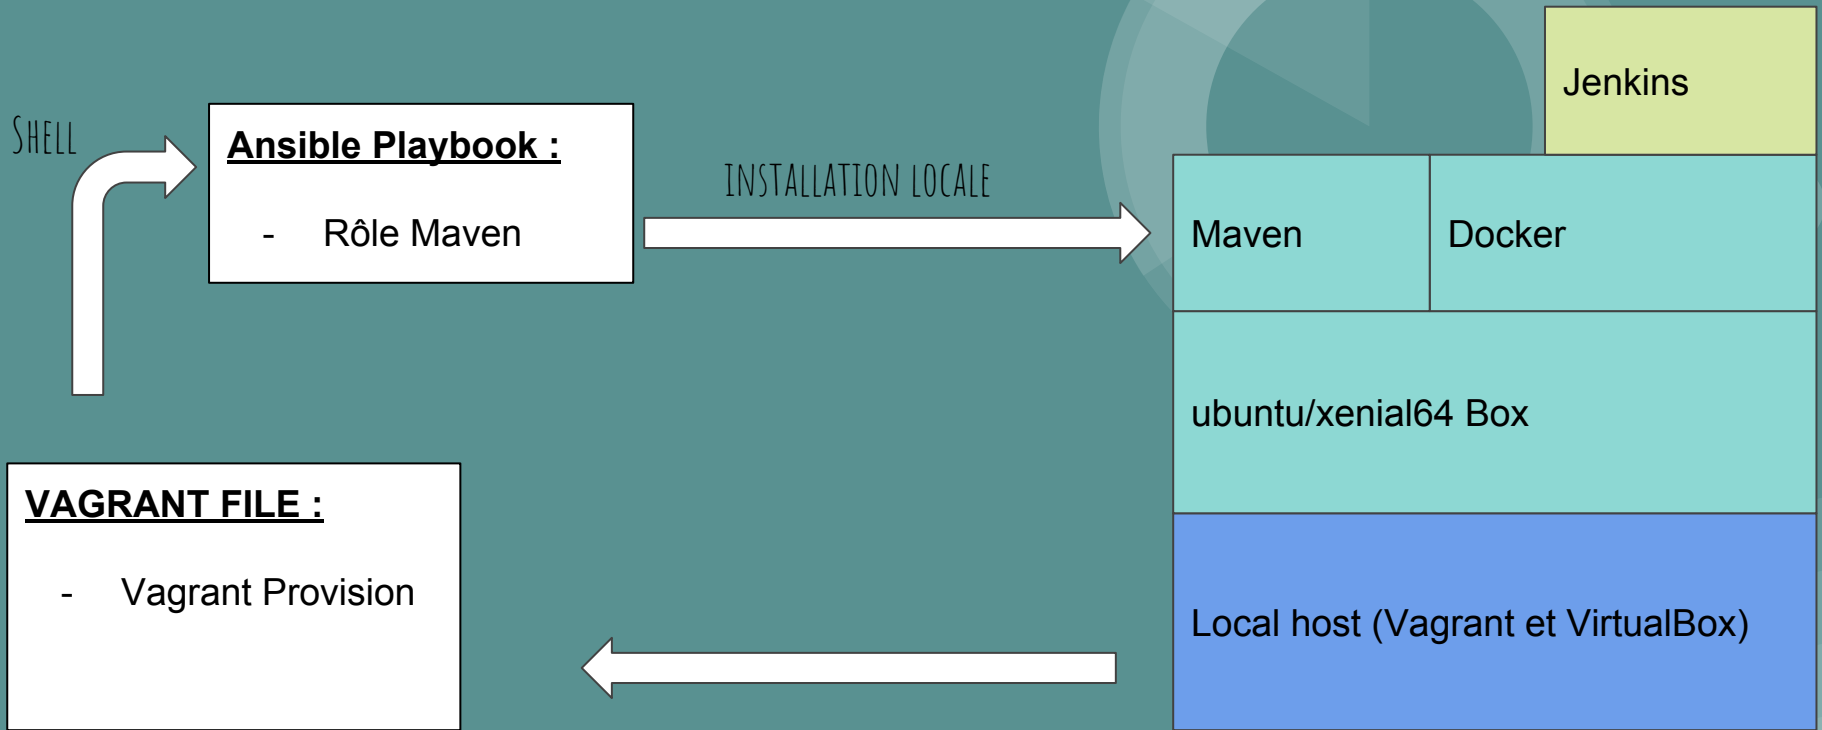 Jenkins
SHELL
Ansible Playbook :
- Rôle Maven
INSTALLATION LOCALE
Maven
Docker
ubuntu/xenial64 Box
VAGRANT FILE :
- Vagrant Provision
Local host (Vagrant et VirtualBox)